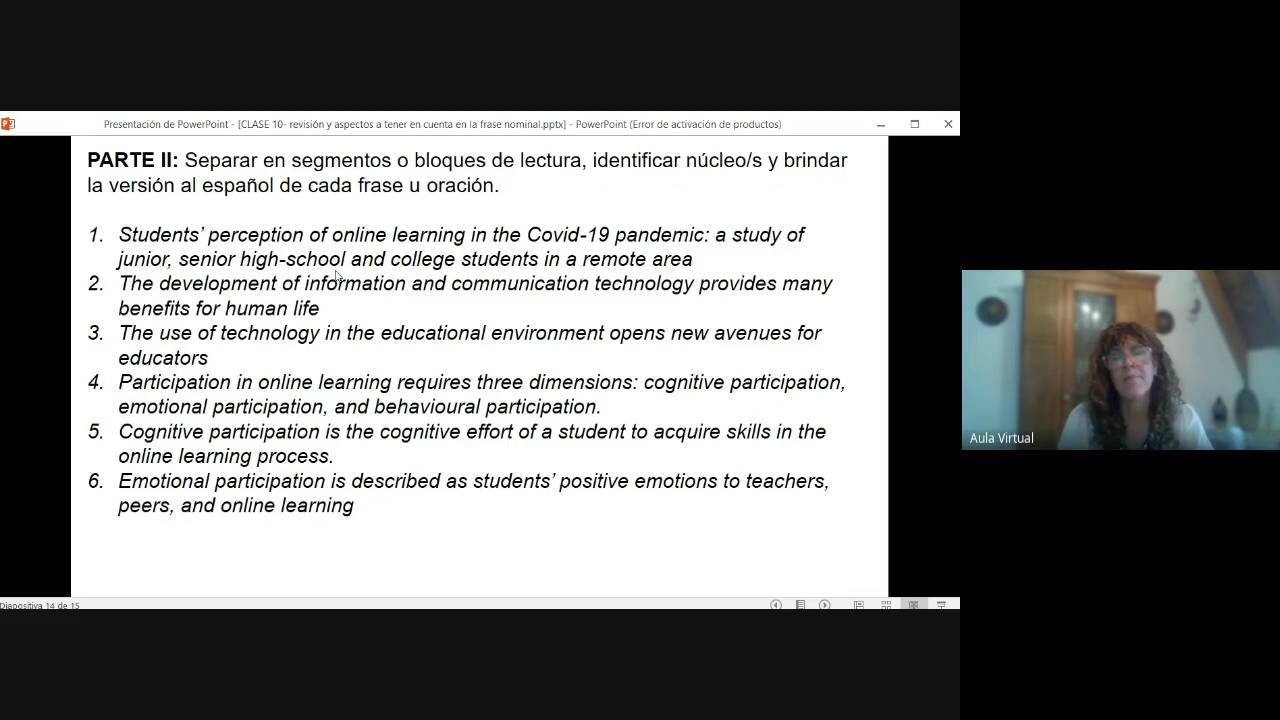 Presentación de PowerPoint - [CLASE 10- revisión y aspectos a tener en cuenta en la frase nominal.pptx] - PowerPoint (Error de activación de productos)
PARTE II: Separar en segmentos o bloques de lectura, identificar núcleo/s y brindar
la versión al español de cada frase u oración.
1. Students’ perception of online learning in the Covid-19 pandemic: a study of
junior, senior high-school and college students in a remote area
2. The development of information and communication technology provides many
benefits for human life
3. The use of technology in the educational environment opens new avenues for
educators
4. Participation in online learning requires three dimensions: cognitive participation,
emotional participation, and behavioural participation.
5. Cognitive participation is the cognitive effort of a student to acquire skills in the
online learning process.
6. Emotional participation is described as students’ positive emotions to teachers,
peers, and online learning
Aula Virtual
Diapositiva 14 de 15